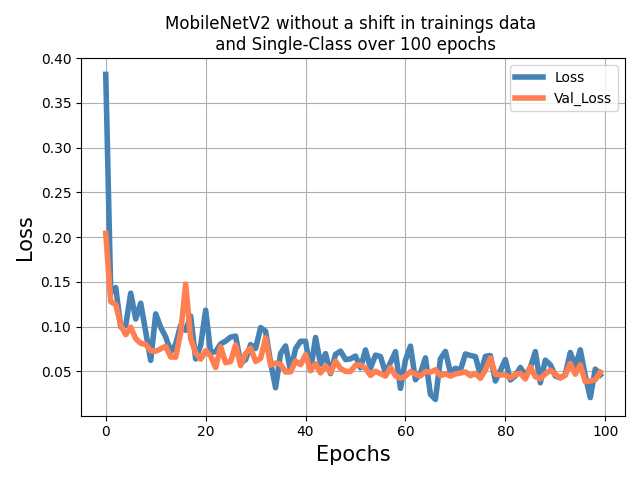 MobileNetV2 without a shift in trainings data
and Single-Class over 100 epochs
Loss
Val_Loss
0.40
0.35
0.30
0.25
0.20
0.15
0.10
0.05
Loss
0
20
40
60
80
100
Epochs